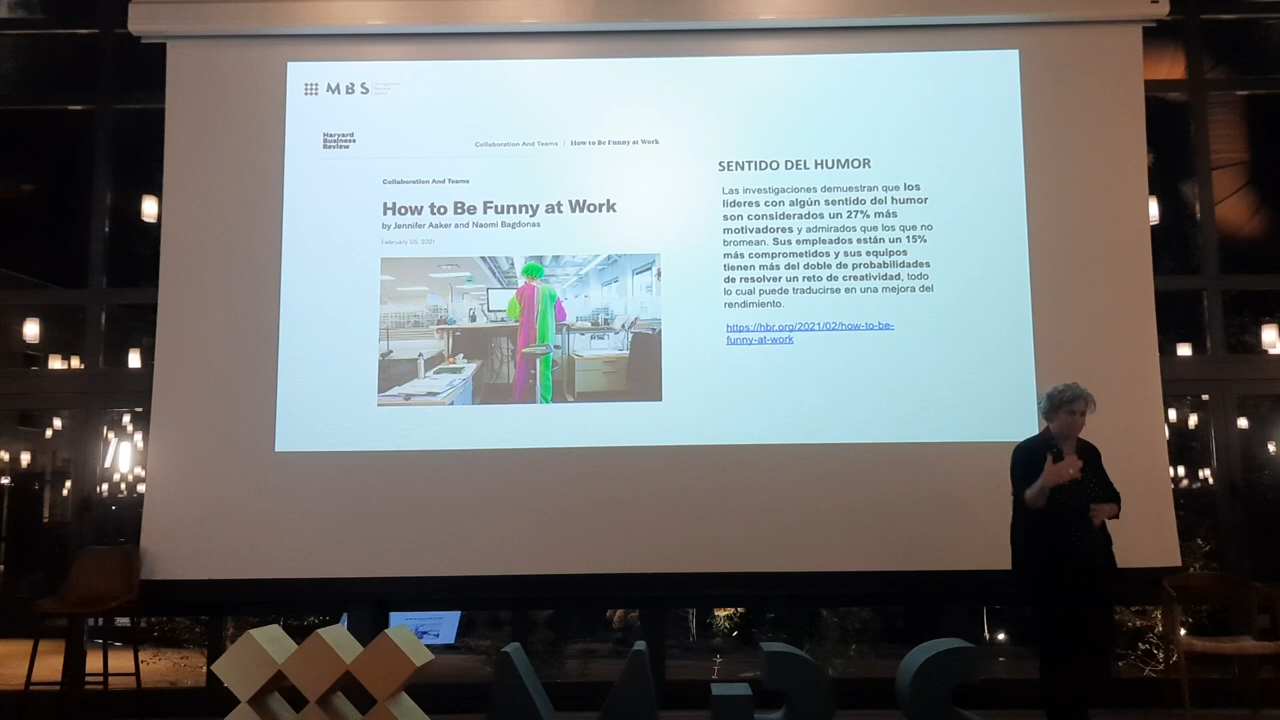 MBS
Harvard
Business
Review
Collaboration And Teams | How to Be Funny at Work
Collaboration And Teams
How to Be Funny at Work
by Jennifer Aaker and Naomi Bagdonas
February 05, 2021
SENTIDO DEL HUMOR
Las investigaciones demuestran que los
líderes con algún sentido del humor
son considerados un 27% más
motivadores y admirados que los que no
bromean. Sus empleados están un 15%
más comprometidos y sus equipos
tienen más del doble de probabilidades
de resolver un reto de creatividad, todo
lo cual puede traducirse en una mejora del
rendimiento.
https://hbr.org/2021/02/how-to-be-
funny-at-work